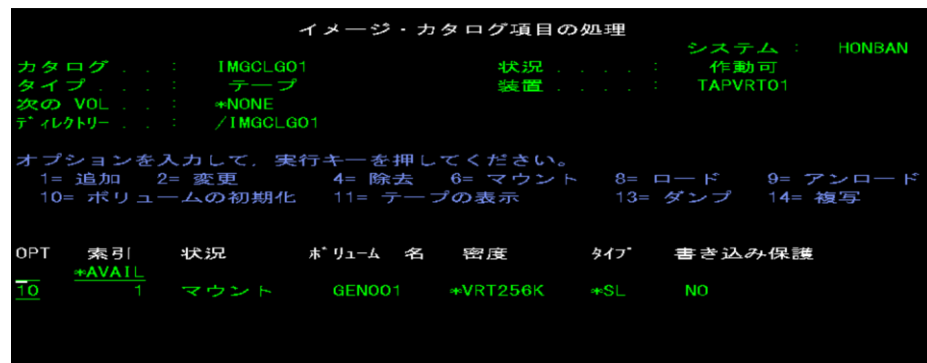 イメージ・カタログ項目の処理
システム : HONBAN
カタログ . . : IMGCLG01 状況 . . . . : 作動可
タイプ . . . : テープ 装置 . . . . : TAPVRT01
次の VOL . . : *NONE
ディレクトリー . . : /IMGCLG01
オプションを入力して, 実行キーを押してください。
1= 追加 2= 変更 4= 除去 6= マウント 8= ロード 9= アンロード
10= ボリュームの初期化 11= テープの表示 13= ダンプ 14= 複写
OPT 索引 状況 ボリューム 名 密度 タイプ 書き込み保護
*AVAIL
10 1 マウント GEN001 *VRT256K *SL NO